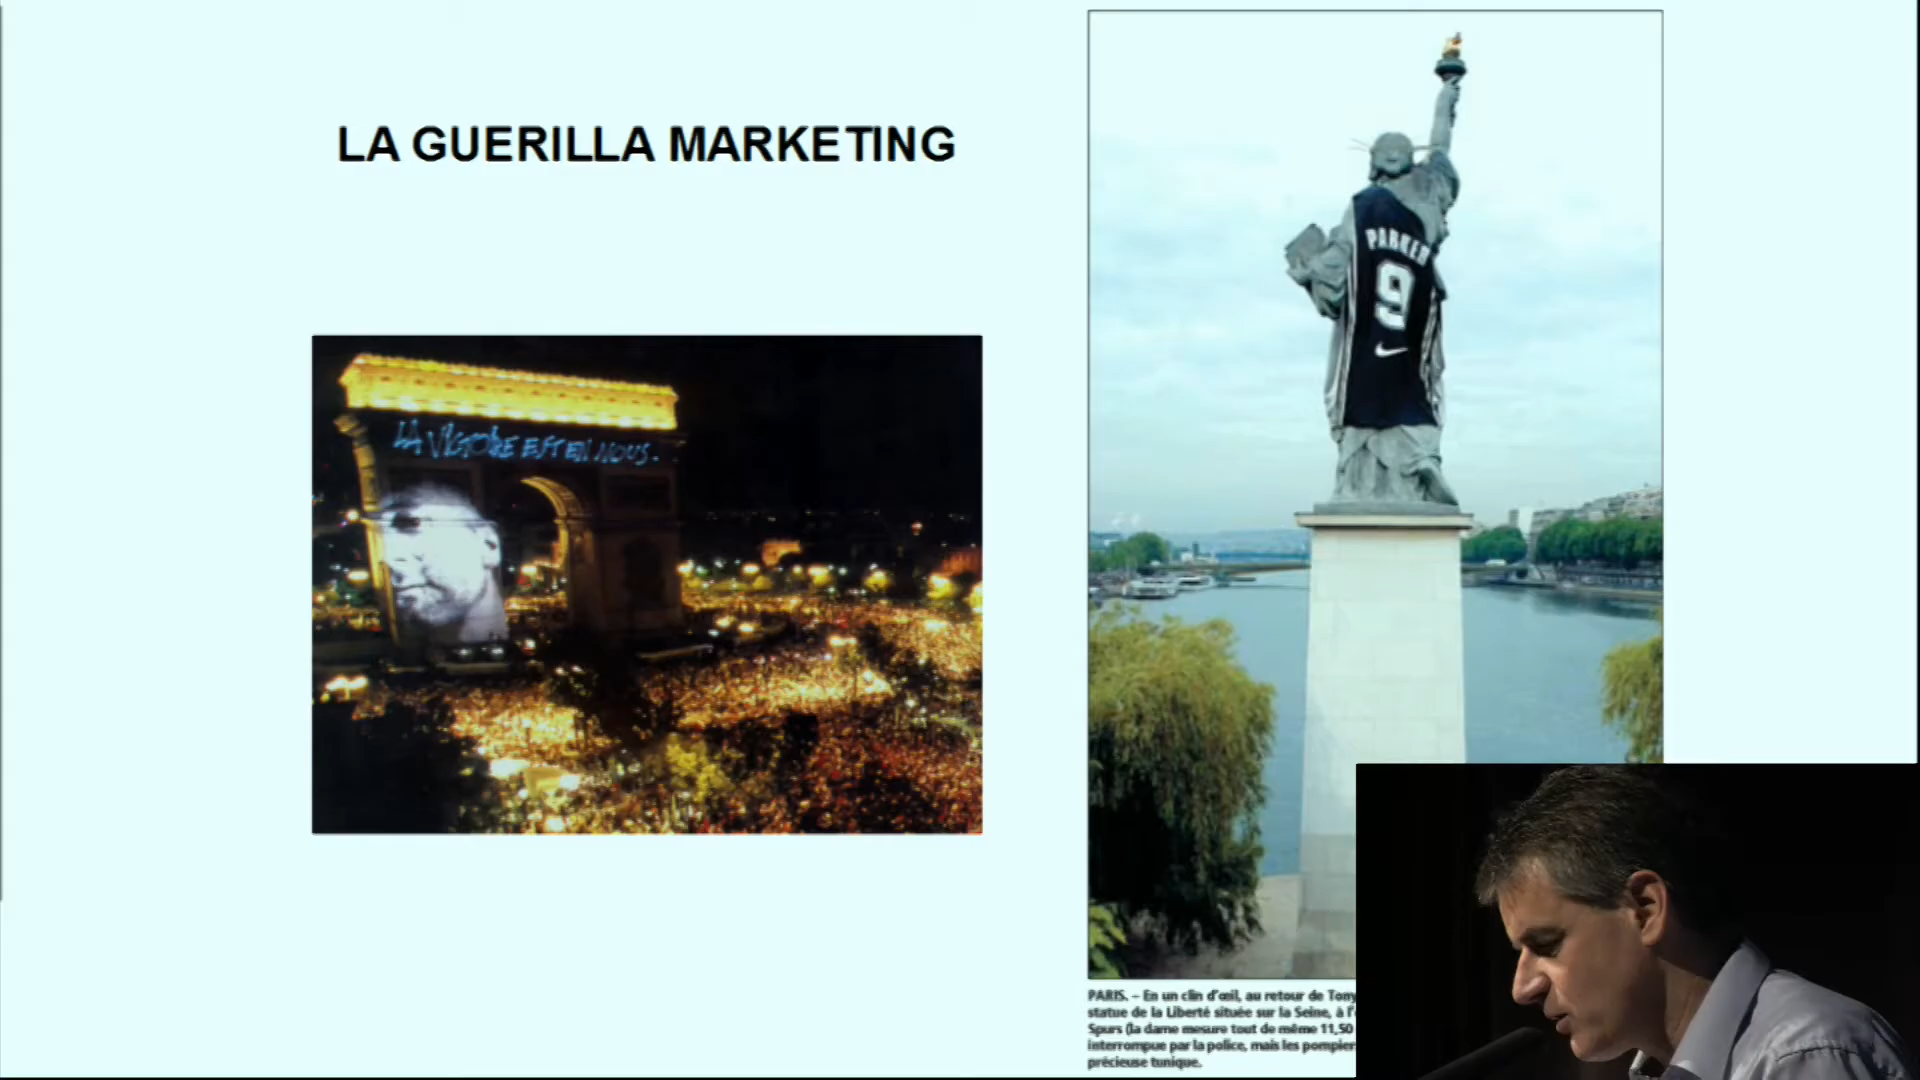 LA GUERILLA MARKETING
LA VICTOIRE EST EN NOUS.
PARKER
9
PARIS. – En un clin d'œil, au retour de Tony
statue de la Liberté située sur la Seine, à l'
Spurs (la dame mesure tout de même 11,50
interrompue par la police, mais les pompier
précieuse tunique.